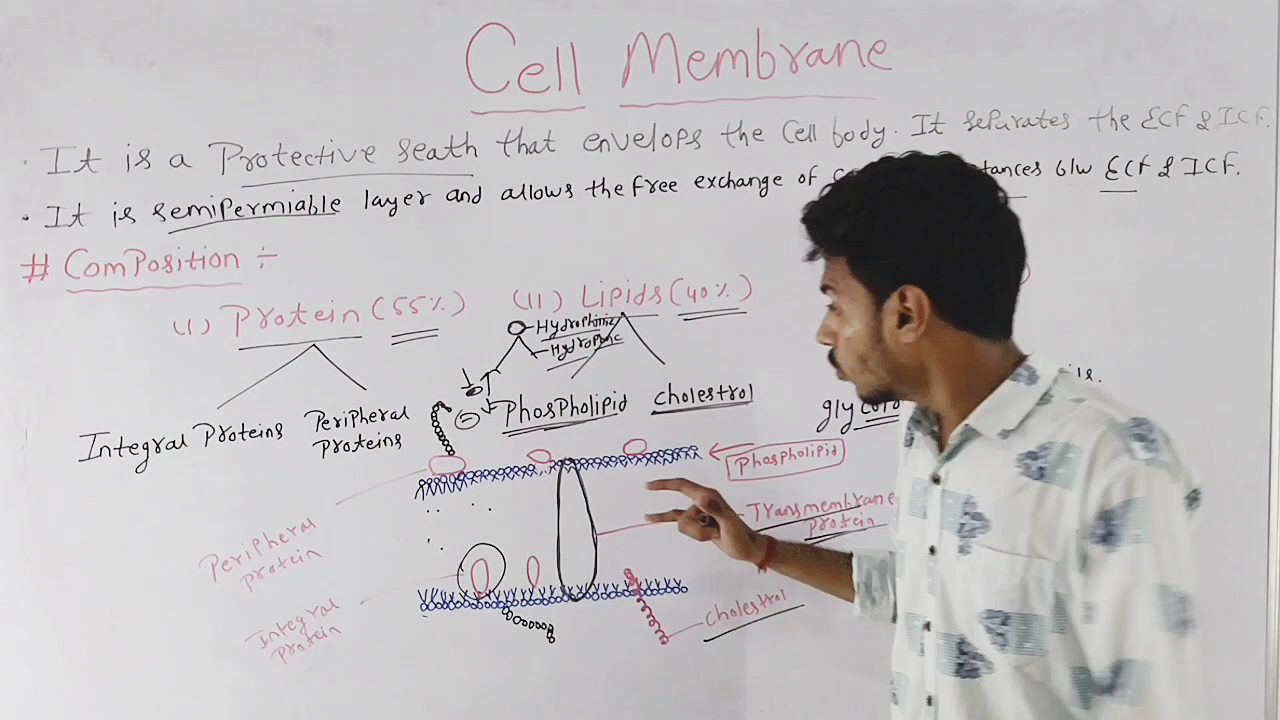 Cell Membrane
· It is a Protective seath that envelops the cell body. It separates the ECF & ICF.
· It is semipermiable layer and allows the free exchange of tances b/w ECF & ICF.
# Composition ÷
(I) Protein (55%) (II) Lipids (40%)
Hydrophilic
Hydrophobic
Integral Proteins Peripheral proteins Phospholipid cholestrol
Phospholipid
Transmembrane protein
Peripheral protein
Integral protein
cholestrol